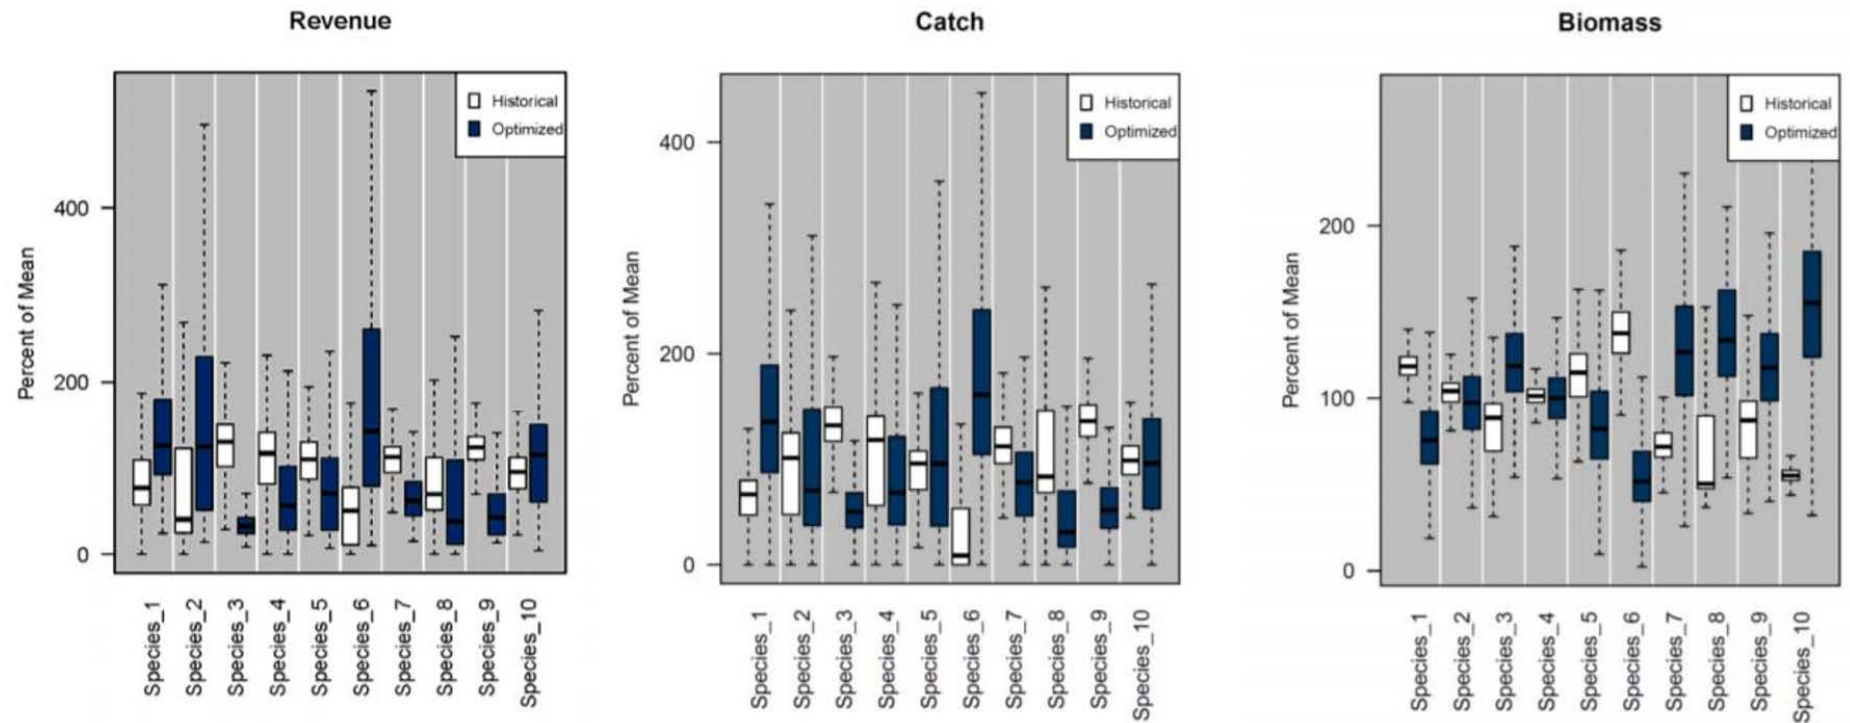 Revenue
Historical
Optimized
Percent of Mean
400
200
0
Species_1
Species_2
Species_3
Species_4
Species_5
Species_6
Species_7
Species_8
Species_9
Species_10
Catch
Historical
Optimized
Percent of Mean
400
200
0
Species_1
Species_2
Species_3
Species_4
Species_5
Species_6
Species_7
Species_8
Species_9
Species_10
Biomass
Historical
Optimized
Percent of Mean
200
100
0
Species_1
Species_2
Species_3
Species_4
Species_5
Species_6
Species_7
Species_8
Species_9
Species_10